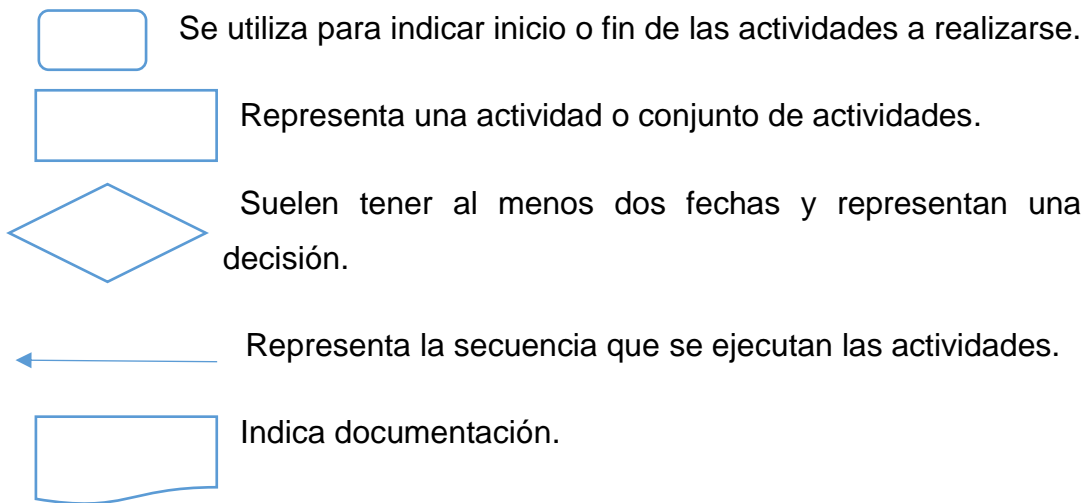 Se utiliza para indicar inicio o fin de las actividades a realizarse.
Representa una actividad o conjunto de actividades.
Suelen tener al menos dos fechas y representan una
decisión.
Representa la secuencia que se ejecutan las actividades.
Indica documentación.